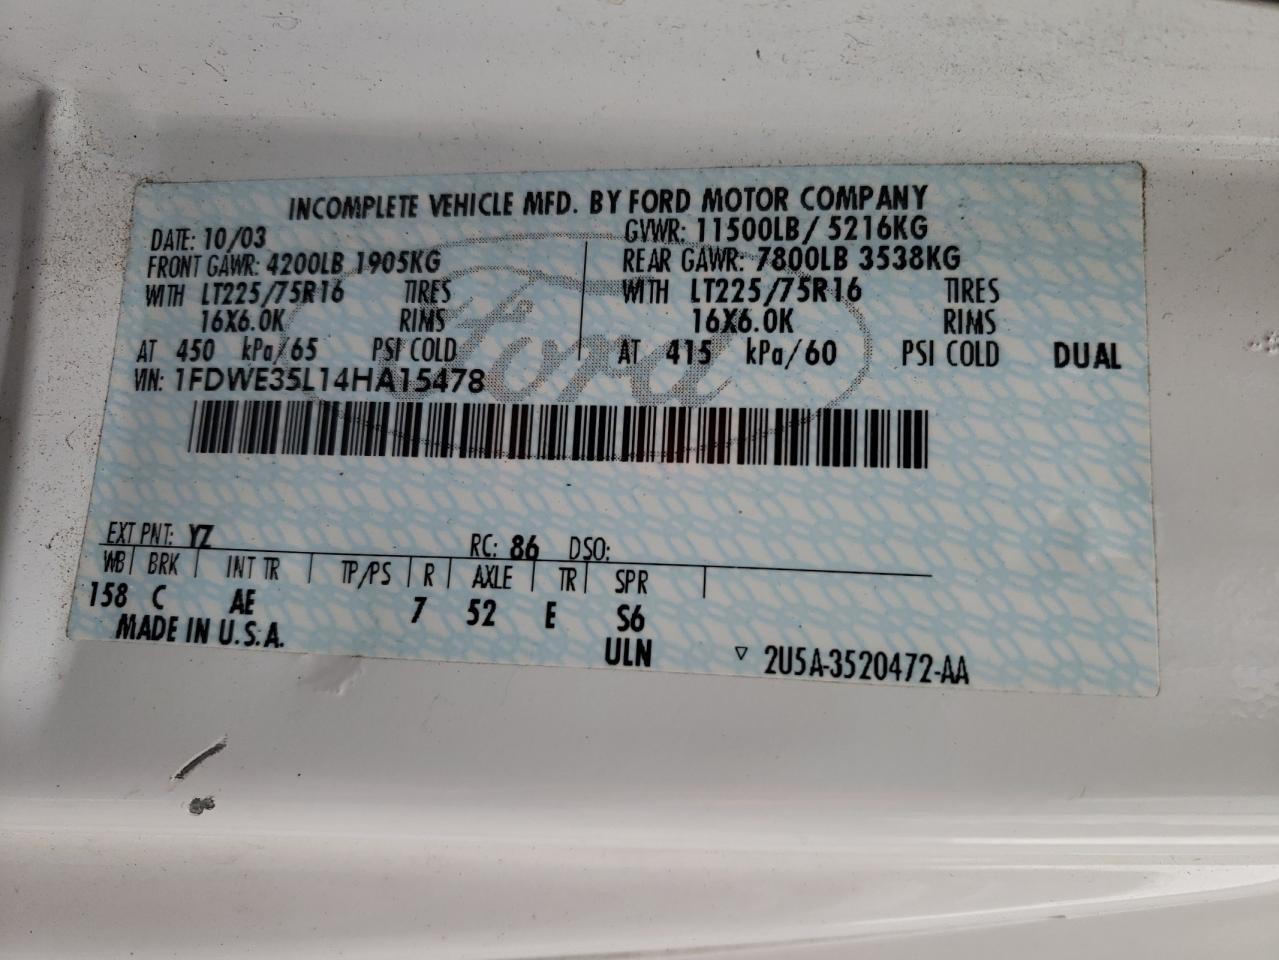 INCOMPLETE VEHICLE MFD. BY FORD MOTOR COMPANY
DATE: 10/03 GVWR: 11500LB/ 5216KG
FRONT GAWR: 4200LB 1905KG REAR GAWR: 7800LB 3538KG
WITH LT225/75R16 TIRES WITH LT225/75R16 TIRES
16X6.0K RIMS 16X6.0K RIMS
AT 450 kPa/65 PSI COLD AT 415 kPa/60 PSI COLD DUAL
VIN: 1FDWE35L14HA15478
Ford
EXT PNT: YZ RC: 86 DSO:
WB BRK INT TR TP/PS R AXLE TR SPR
158 C AE 7 52 E S6
MADE IN U.S.A. ULN ▽ 2U5A-3520472-AA